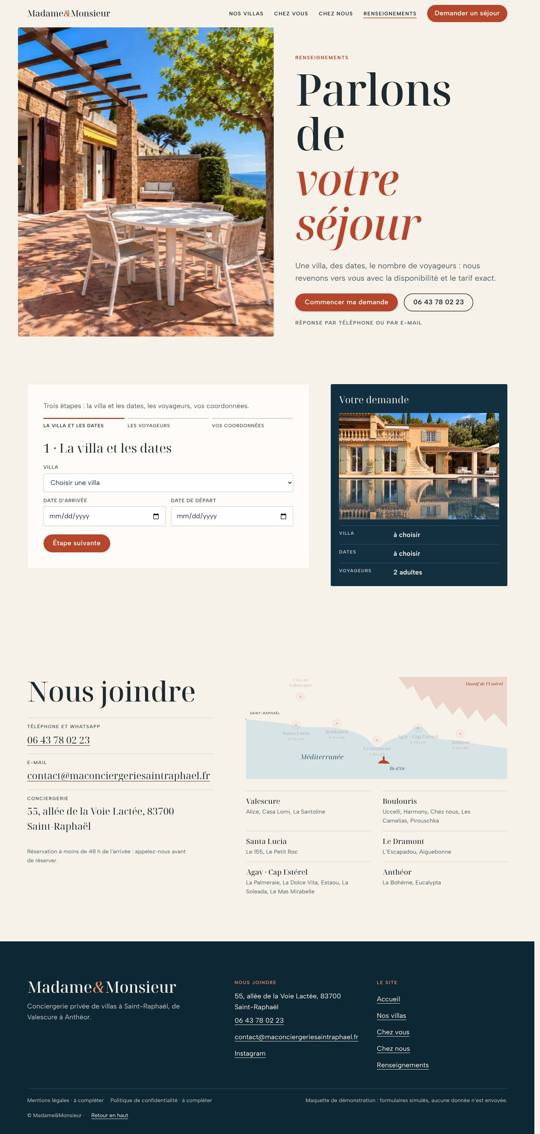 Madame&Monsieur
NOS VILLAS
CHEZ VOUS
CHEZ NOUS
RENSEIGNEMENTS
Demander un séjour
RENSEIGNEMENTS
Parlons
de
votre
séjour
Une villa, des dates, le nombre de voyageurs : nous
revenons vers vous avec la disponibilité et le tarif exact.
Commencer ma demande
06 43 78 02 23
RÉPONSE PAR TÉLÉPHONE OU PAR E-MAIL
Trois étapes : la villa et les dates, les voyageurs, vos coordonnées.
LA VILLA ET LES DATES
LES VOYAGEURS
VOS COORDONNÉES
1 · La villa et les dates
VILLA
Choisir une villa
DATE D'ARRIVÉE
DATE DE DÉPART
mm/dd/yyyy
mm/dd/yyyy
Étape suivante
Votre demande
VILLA
à choisir
DATES
à choisir
VOYAGEURS
2 adultes
Nous joindre
TÉLÉPHONE ET WHATSAPP
06 43 78 02 23
E-MAIL
contact@maconciergeriesaintraphael.fr
CONCIERGERIE
55, allée de la Voie Lactée, 83700
Saint-Raphaël
Réservation à moins de 48 h de l'arrivée : appelez-nous avant
de réserver.
Massif de l'Estérel
SAINT-RAPHAËL
Méditerranée
Île d'Or
Valescure
Alice, Casa Lomi, La Santoline
Boulouris
Uccelli, Harmony, Chez nous, Les
Camelias, Pirouschka
Santa Lucia
Le 155, Le Petit Roc
Le Dramont
L'Escapadou, Aiguebonne
Agay · Cap Estérel
La Palmeraie, La Dolce Vita, Estaou, La
Soleada, Le Mas Mirabelle
Anthéor
La Bohème, Eucalypta
Madame&Monsieur
Conciergerie privée de villas à Saint-Raphaël, de
Valescure à Anthéor.
NOUS JOINDRE
55, allée de la Voie Lactée, 83700
Saint-Raphaël
06 43 78 02 23
contact@maconciergeriesaintraphael.fr
Instagram
LE SITE
Accueil
Nos villas
Chez vous
Chez nous
Renseignements
Mentions légales · à compléter
Politique de confidentialité · à compléter
Maquette de démonstration : formulaires simulés, aucune donnée n'est envoyée.
© Madame&Monsieur ·
Retour en haut